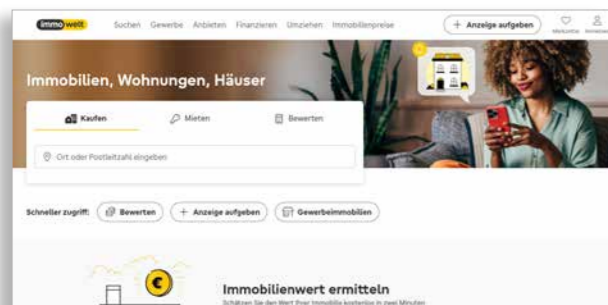 immowelt
Suchen Gewerbe Anbieten Finanzieren Umziehen Immobilienpreise
+ Anzeige aufgeben
Merkzettel
Immobilien, Wohnungen, Häuser
Kaufen Mieten Bewerten
Ort oder Postleitzahl eingeben
Schneller zugriff: Bewerten + Anzeige aufgeben Gewerbeimmobilien
€
Immobilienwert ermitteln
Schätzen Sie den Wert Ihrer Immobilie kostenlos in zwei Minuten